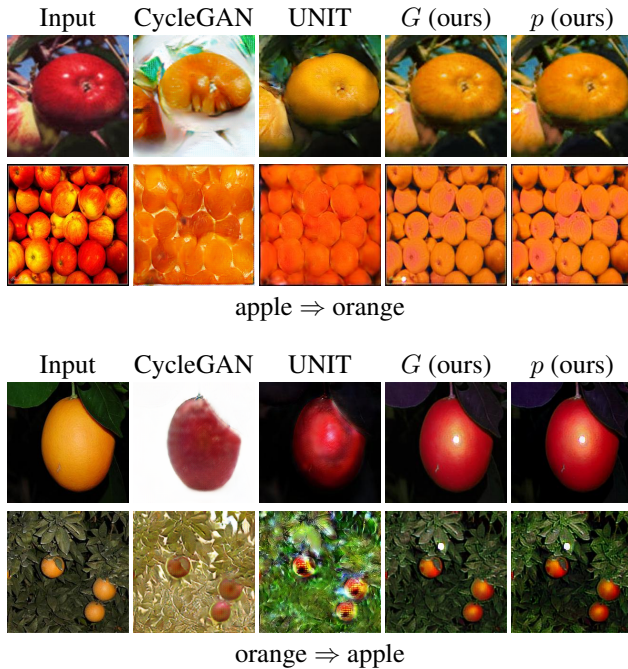 Input CycleGAN UNIT G (ours) p (ours)
apple ⇒ orange
Input CycleGAN UNIT G (ours) p (ours)
orange ⇒ apple